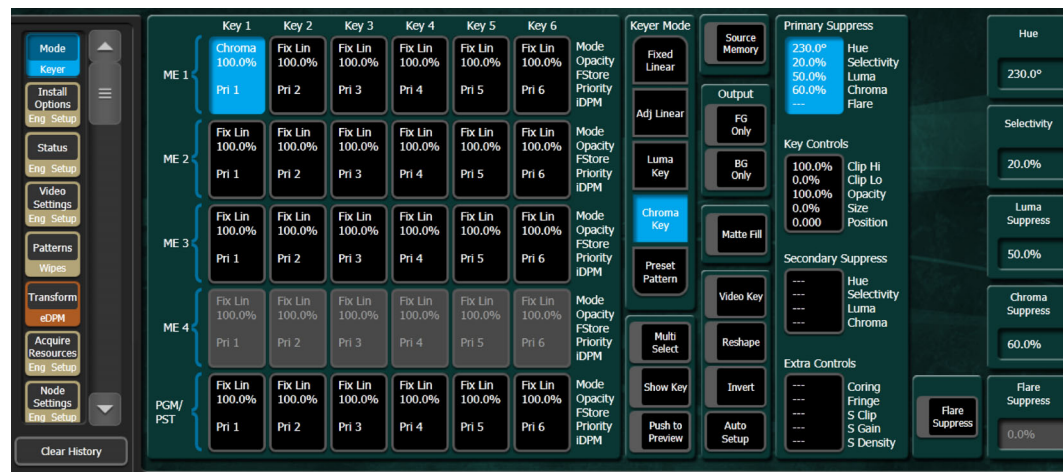 Mode
Keyer
Install
Options
Eng Setup
Status
Eng Setup
Video
Settings
Eng Setup
Patterns
Wipes
Transform
eDPM
Acquire
Resources
Eng Setup
Node
Settings
Eng Setup
Clear History
Key 1 Key 2 Key 3 Key 4 Key 5 Key 6
ME 1
Chroma Fix Lin Fix Lin Fix Lin Fix Lin Fix Lin Mode
100.0% 100.0% 100.0% 100.0% 100.0% 100.0% Opacity
FStore
Pri 1 Pri 2 Pri 3 Pri 4 Pri 5 Pri 6 Priority
iDPM
ME 2
Fix Lin Fix Lin Fix Lin Fix Lin Fix Lin Fix Lin Mode
100.0% 100.0% 100.0% 100.0% 100.0% 100.0% Opacity
FStore
Pri 1 Pri 2 Pri 3 Pri 4 Pri 5 Pri 6 Priority
iDPM
ME 3
Fix Lin Fix Lin Fix Lin Fix Lin Fix Lin Fix Lin Mode
100.0% 100.0% 100.0% 100.0% 100.0% 100.0% Opacity
FStore
Pri 1 Pri 2 Pri 3 Pri 4 Pri 5 Pri 6 Priority
iDPM
ME 4
Fix Lin Fix Lin Fix Lin Fix Lin Fix Lin Fix Lin Mode
100.0% 100.0% 100.0% 100.0% 100.0% 100.0% Opacity
FStore
Pri 1 Pri 2 Pri 3 Pri 4 Pri 5 Pri 6 Priority
iDPM
PGM/
PST
Fix Lin Fix Lin Fix Lin Fix Lin Fix Lin Fix Lin Mode
100.0% 100.0% 100.0% 100.0% 100.0% 100.0% Opacity
FStore
Pri 1 Pri 2 Pri 3 Pri 4 Pri 5 Pri 6 Priority
iDPM
Keyer Mode
Fixed
Linear
Adj Linear
Luma
Key
Chroma
Key
Preset
Pattern
Multi
Select
Show Key
Push to
Preview
Source
Memory
Output
FG
Only
BG
Only
Matte Fill
Video Key
Reshape
Invert
Auto
Setup
Primary Suppress
230.0° Hue
20.0% Selectivity
50.0% Luma
60.0% Chroma
--- Flare
Key Controls
100.0% Clip Hi
0.0% Clip Lo
100.0% Opacity
0.0% Size
0.000 Position
Secondary Suppress
--- Hue
--- Selectivity
--- Luma
--- Chroma
Extra Controls
--- Coring
--- Fringe
--- S Clip
--- S Gain
--- S Density
Flare
Suppress
Hue
230.0°
Selectivity
20.0%
Luma
Suppress
50.0%
Chroma
Suppress
60.0%
Flare
Suppress
0.0%